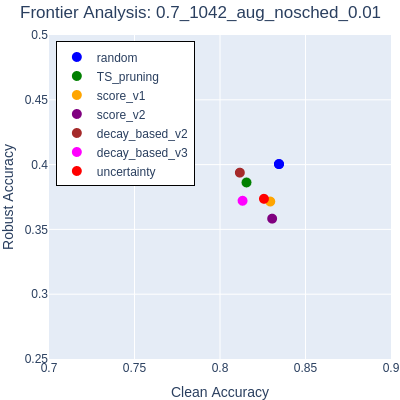 Frontier Analysis: 0.7_1042_aug_nosched_0.01
random
TS_pruning
score_v1
score_v2
decay_based_v2
decay_based_v3
uncertainty
Robust Accuracy
0.5
0.45
0.4
0.35
0.3
0.25
0.7
0.75
0.8
0.85
0.9
Clean Accuracy